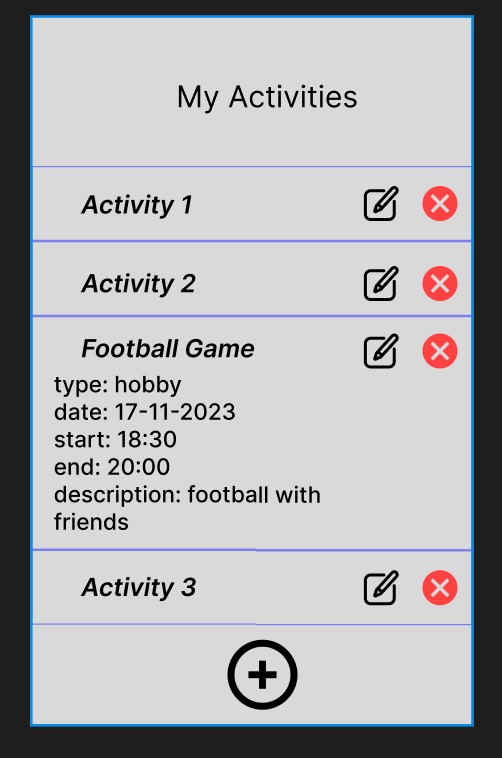 My Activities
Activity 1
Activity 2
Football Game
type: hobby
date: 17-11-2023
start: 18:30
end: 20:00
description: football with
friends
Activity 3